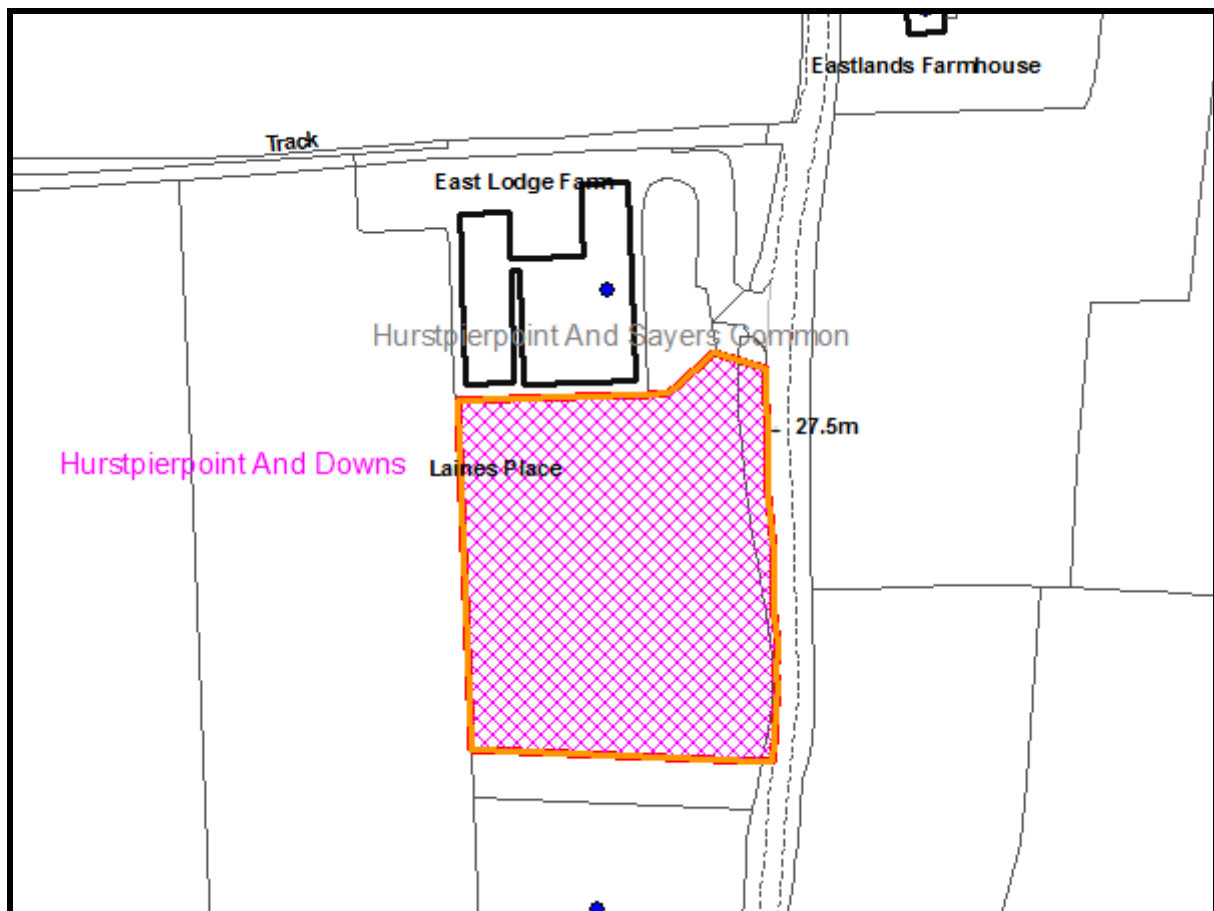 Eastlands Farmhouse
Track
East Lodge Farm
Hurstpierpoint And Sayers Common
27.5m
Hurstpierpoint And Downs
Laines Place